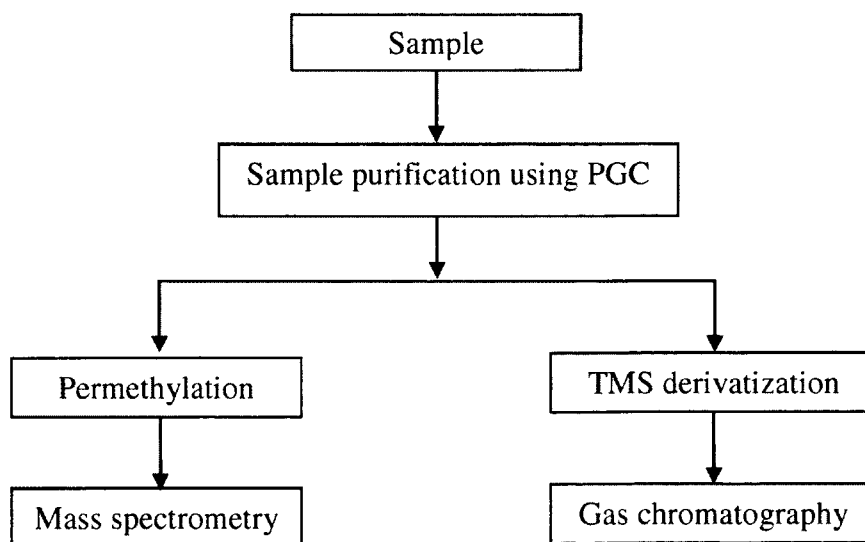 Sample
Sample purification using PGC
Permethylation
TMS derivatization
Mass spectrometry
Gas chromatography